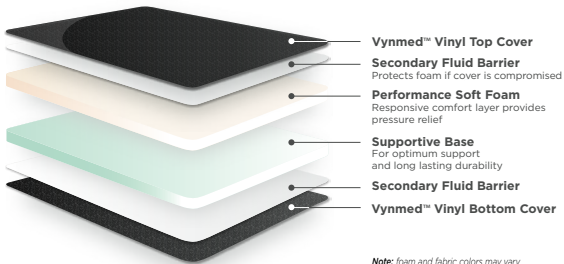 Vynmed™ Vinyl Top Cover
Secondary Fluid Barrier
Protects foam if cover is compromised
Performance Soft Foam
Responsive comfort layer provides
pressure relief
Supportive Base
For optimum support
and long lasting durability
Secondary Fluid Barrier
Vynmed™ Vinyl Bottom Cover
Note: foam and fabric colors may vary